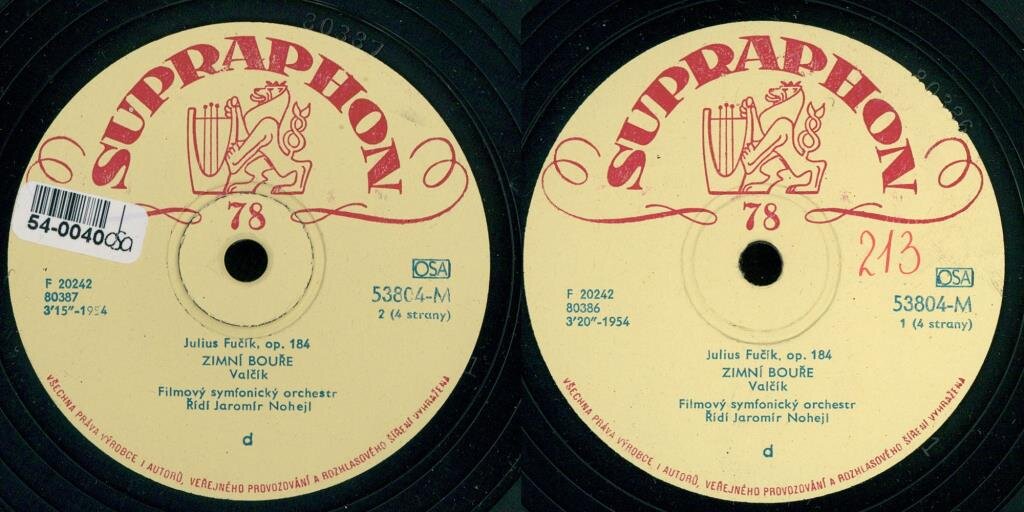 80387
SUPRAPHON
78
54-0040
OSA
F 20242
80387
3'15"-1954
53804-M
2 (4 strany)
Julius Fučík, op. 184
ZIMNÍ BOUŘE
Valčík
Filmový symfonický orchestr
Řídí Jaromír Nohejl
d
VŠECHNA PRÁVA VÝROBCE I AUTORŮ, VEŘEJNÉHO PROVOZOVÁNÍ A ROZHLASOVÉHO ŠÍŘENÍ VYHRAŽENA
80386
SUPRAPHON
78
213
OSA
F 20242
80386
3'20"-1954
53804-M
1 (4 strany)
Julius Fučík, op. 184
ZIMNÍ BOUŘE
Valčík
Filmový symfonický orchestr
Řídí Jaromír Nohejl
d
VŠECHNA PRÁVA VÝROBCE I AUTORŮ, VEŘEJNÉHO PROVOZOVÁNÍ A ROZHLASOVÉHO ŠÍŘENÍ VYHRAŽENA